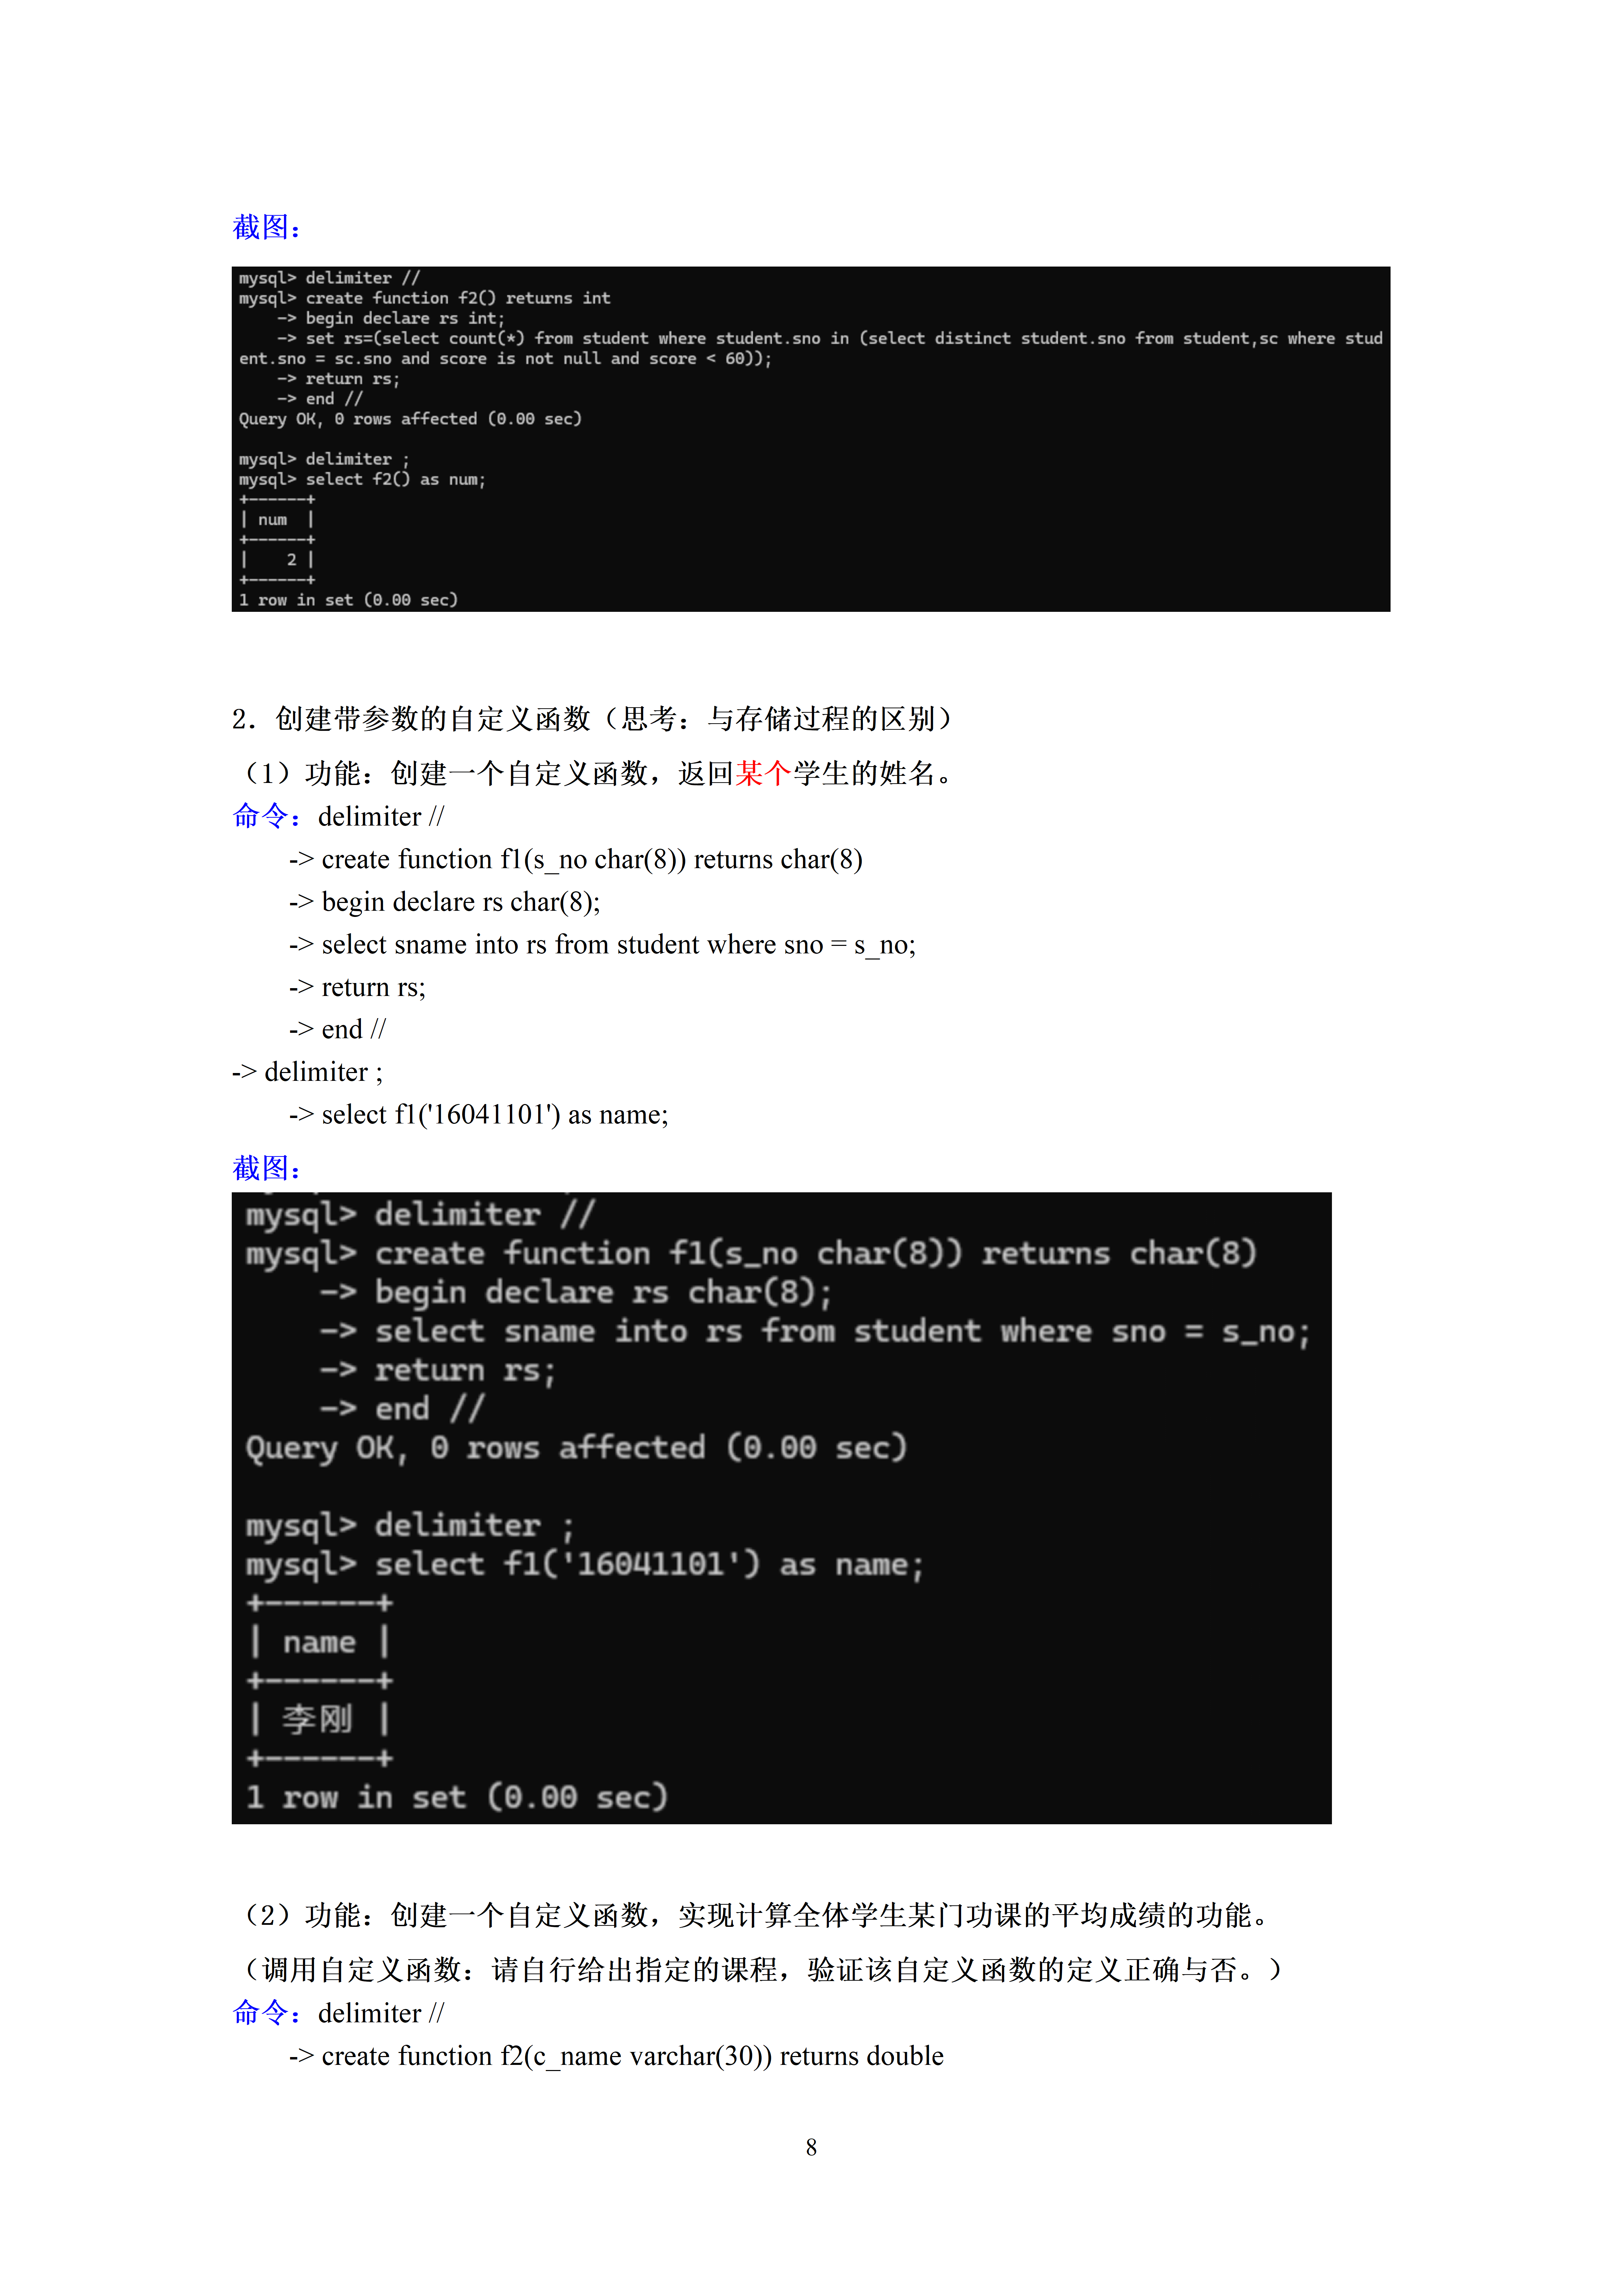 截图：
mysql> delimiter //
mysql> create function f2() returns int
    -> begin declare rs int;
    -> set rs=(select count(*) from student where student.sno in (select distinct student.sno from student,sc where stud
ent.sno = sc.sno and score is not null and score < 60));
    -> return rs;
    -> end //
Query OK, 0 rows affected (0.00 sec)
mysql> delimiter ;
mysql> select f2() as num;
+------+
| num  |
+------+
|    2 |
+------+
1 row in set (0.00 sec)
2．创建带参数的自定义函数（思考：与存储过程的区别）
（1）功能：创建一个自定义函数，返回某个学生的姓名。
命令：delimiter //
-> create function f1(s_no char(8)) returns char(8)
-> begin declare rs char(8);
-> select sname into rs from student where sno = s_no;
-> return rs;
-> end //
-> delimiter ;
-> select f1('16041101') as name;
截图：
mysql> delimiter //
mysql> create function f1(s_no char(8)) returns char(8)
    -> begin declare rs char(8);
    -> select sname into rs from student where sno = s_no;
    -> return rs;
    -> end //
Query OK, 0 rows affected (0.00 sec)
mysql> delimiter ;
mysql> select f1('16041101') as name;
+------+
| name |
+------+
| 李刚 |
+------+
1 row in set (0.00 sec)
（2）功能：创建一个自定义函数，实现计算全体学生某门功课的平均成绩的功能。
（调用自定义函数：请自行给出指定的课程，验证该自定义函数的定义正确与否。）
命令：delimiter //
-> create function f2(c_name varchar(30)) returns double
8